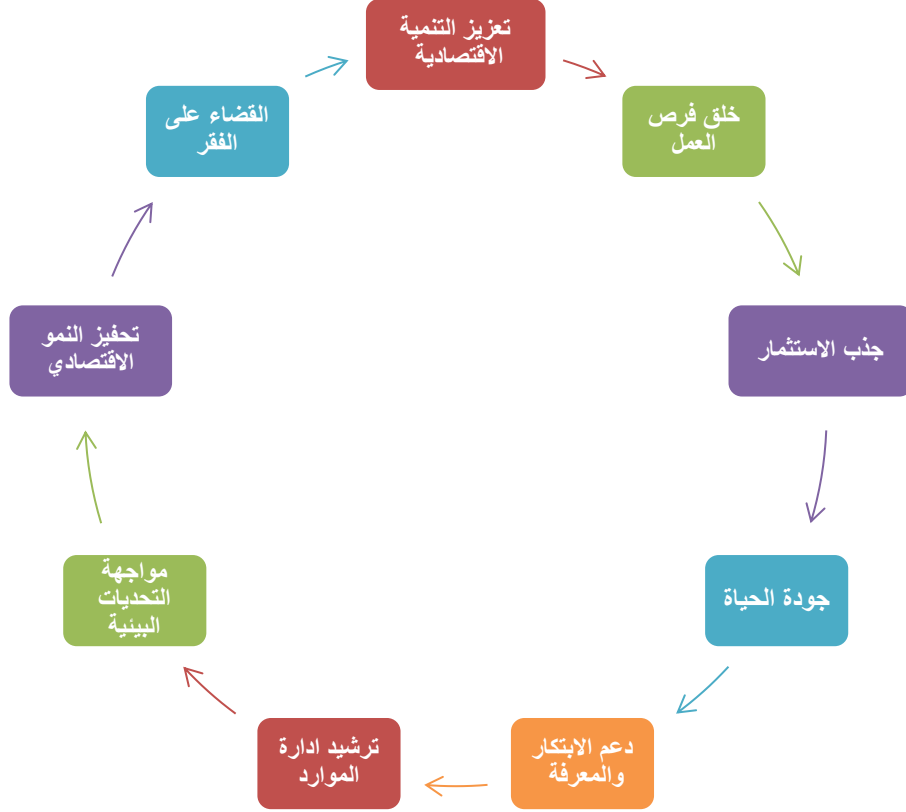 تعزيز التنمية
الاقتصادية
خلق فرص
العمل
جذب الاستثمار
جودة الحياة
دعم الابتكار
والمعرفة
ترشيد ادارة
الموارد
مواجهة
التحديات
البيئية
تحفيز النمو
الاقتصادي
القضاء على
الفقر